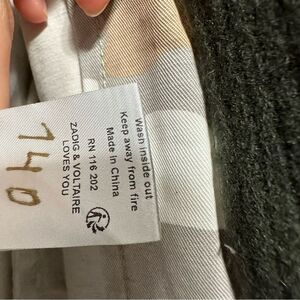 Wash inside out
Keep away from fire
Made in China
RN 116 202
ZADIG & VOLTAIRE
LOVES YOU
140